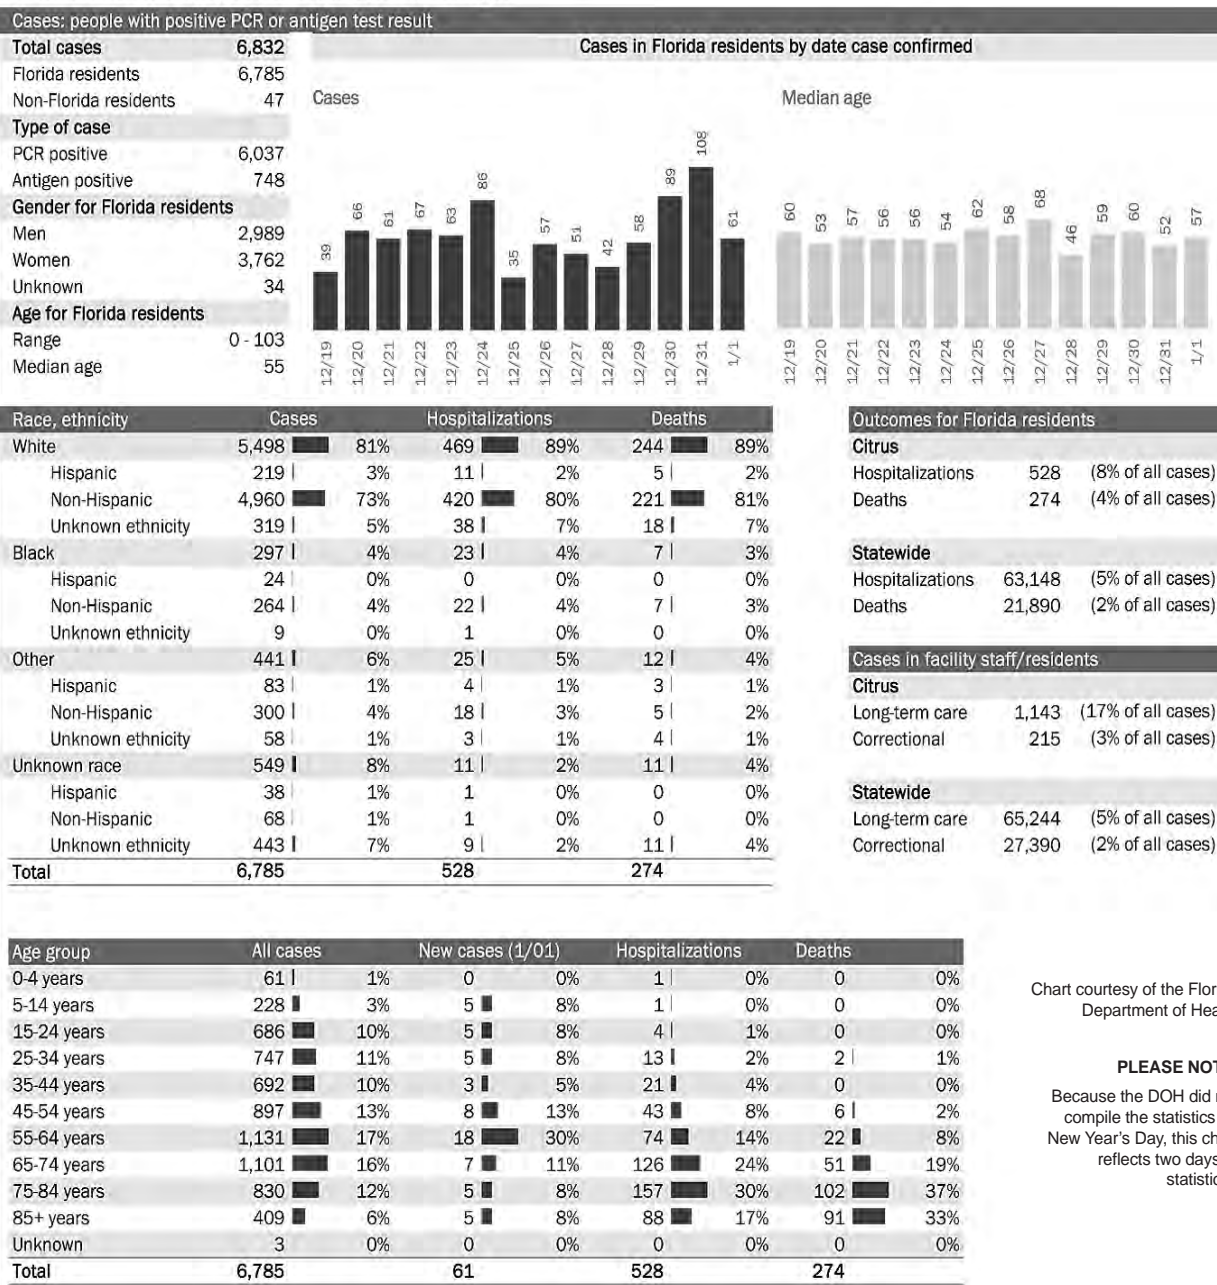 Cases: people with positive PCR or antigen test result
Total cases 6,832
Florida residents 6,785
Non-Florida residents 47
Type of case
PCR positive 6,037
Antigen positive 748
Gender for Florida residents
Men 2,989
Women 3,762
Unknown 34
Age for Florida residents
Range 0 - 103
Median age 55
Cases in Florida residents by date case confirmed
Cases
39 66 61 67 63 86 35 57 51 42 58 89 108 61
12/19 12/20 12/21 12/22 12/23 12/24 12/25 12/26 12/27 12/28 12/29 12/30 12/31 1/1
Median age
60 53 57 56 56 54 62 58 68 46 59 60 52 57
12/19 12/20 12/21 12/22 12/23 12/24 12/25 12/26 12/27 12/28 12/29 12/30 12/31 1/1
Race, ethnicity Cases Hospitalizations Deaths
White 5,498 81% 469 89% 244 89%
Hispanic 219 3% 11 2% 5 2%
Non-Hispanic 4,960 73% 420 80% 221 81%
Unknown ethnicity 319 5% 38 7% 18 7%
Black 297 4% 23 4% 7 3%
Hispanic 24 0% 0 0% 0 0%
Non-Hispanic 264 4% 22 4% 7 3%
Unknown ethnicity 9 0% 1 0% 0 0%
Other 441 6% 25 5% 12 4%
Hispanic 83 1% 4 1% 3 1%
Non-Hispanic 300 4% 18 3% 5 2%
Unknown ethnicity 58 1% 3 1% 4 1%
Unknown race 549 8% 11 2% 11 4%
Hispanic 38 1% 1 0% 0 0%
Non-Hispanic 68 1% 1 0% 0 0%
Unknown ethnicity 443 7% 9 2% 11 4%
Total 6,785 528 274
Outcomes for Florida residents
Citrus
Hospitalizations 528 (8% of all cases)
Deaths 274 (4% of all cases)
Statewide
Hospitalizations 63,148 (5% of all cases)
Deaths 21,890 (2% of all cases)
Cases in facility staff/residents
Citrus
Long-term care 1,143 (17% of all cases)
Correctional 215 (3% of all cases)
Statewide
Long-term care 65,244 (5% of all cases)
Correctional 27,390 (2% of all cases)
Age group All cases New cases (1/01) Hospitalizations Deaths
0-4 years 61 1% 0 0% 1 0% 0 0%
5-14 years 228 3% 5 8% 1 0% 0 0%
15-24 years 686 10% 5 8% 4 1% 0 0%
25-34 years 747 11% 5 8% 13 2% 2 1%
35-44 years 692 10% 3 5% 21 4% 0 0%
45-54 years 897 13% 8 13% 43 8% 6 2%
55-64 years 1,131 17% 18 30% 74 14% 22 8%
65-74 years 1,101 16% 7 11% 126 24% 51 19%
75-84 years 830 12% 5 8% 157 30% 102 37%
85+ years 409 6% 5 8% 88 17% 91 33%
Unknown 3 0% 0 0% 0 0% 0 0%
Total 6,785 61 528 274
Chart courtesy of the Flor
Department of Hea
PLEASE NOT
Because the DOH did
compile the statistics
New Year's Day, this ch
reflects two days
statistic